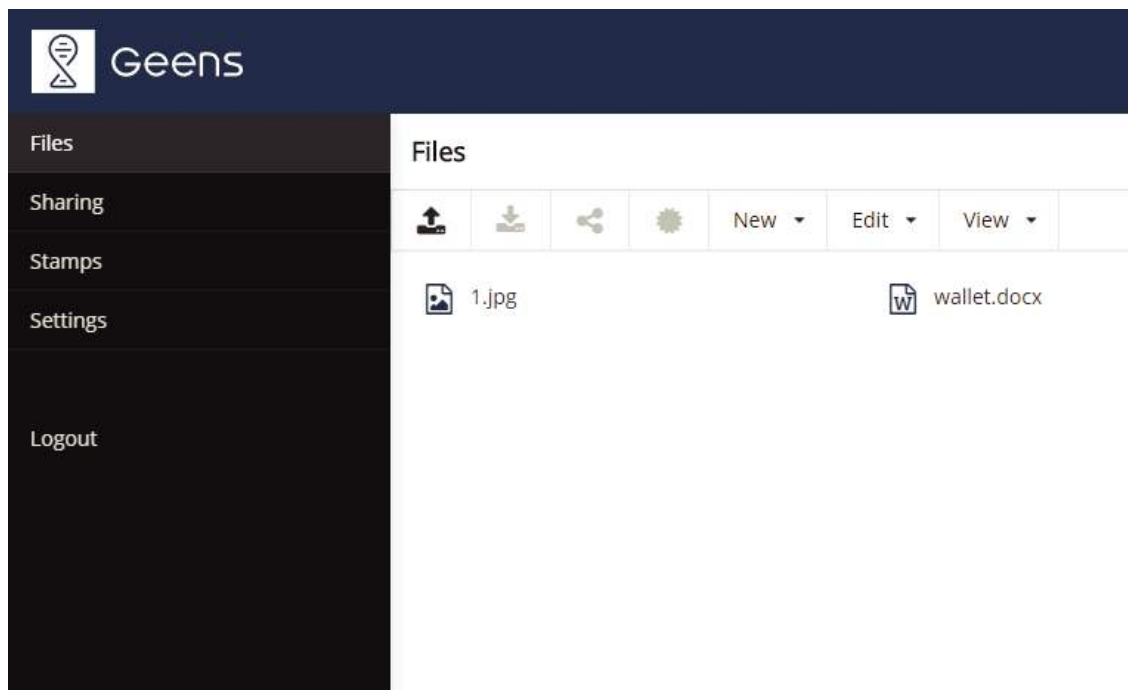 Geens
Files
Sharing
Stamps
Settings
Logout
Files
New Edit View
1.jpg wallet.docx